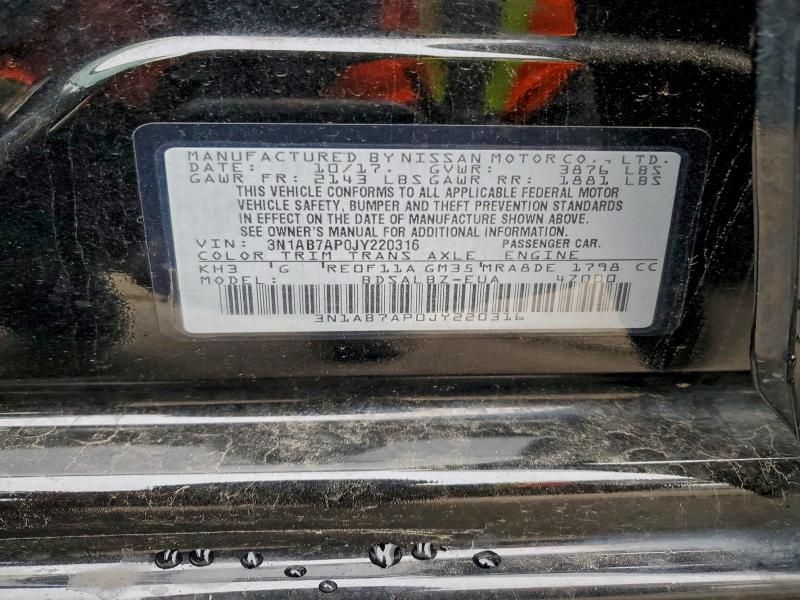 MANUFACTURED BY NISSAN MOTOR CO., LTD.
DATE: 10/17. GVWR: 3876 LBS
GAWR FR: 2143 LBS GAWR RR: 1881 LBS
THIS VEHICLE CONFORMS TO ALL APPLICABLE FEDERAL MOTOR
VEHICLE SAFETY, BUMPER AND THEFT PREVENTION STANDARDS
IN EFFECT ON THE DATE OF MANUFACTURE SHOWN ABOVE.
SEE OWNER'S MANUAL FOR ADDITIONAL INFORMATION.
VIN: 3N1AB7AP0JY220316 PASSENGER CAR.
COLOR TRIM TRANS AXLE ENGINE
KH3 G RE0F11A GM35 MRA8DE 1798 CC
MODEL: BDSALBZ-EUA 4Z000
3N1AB7AP0JY220316